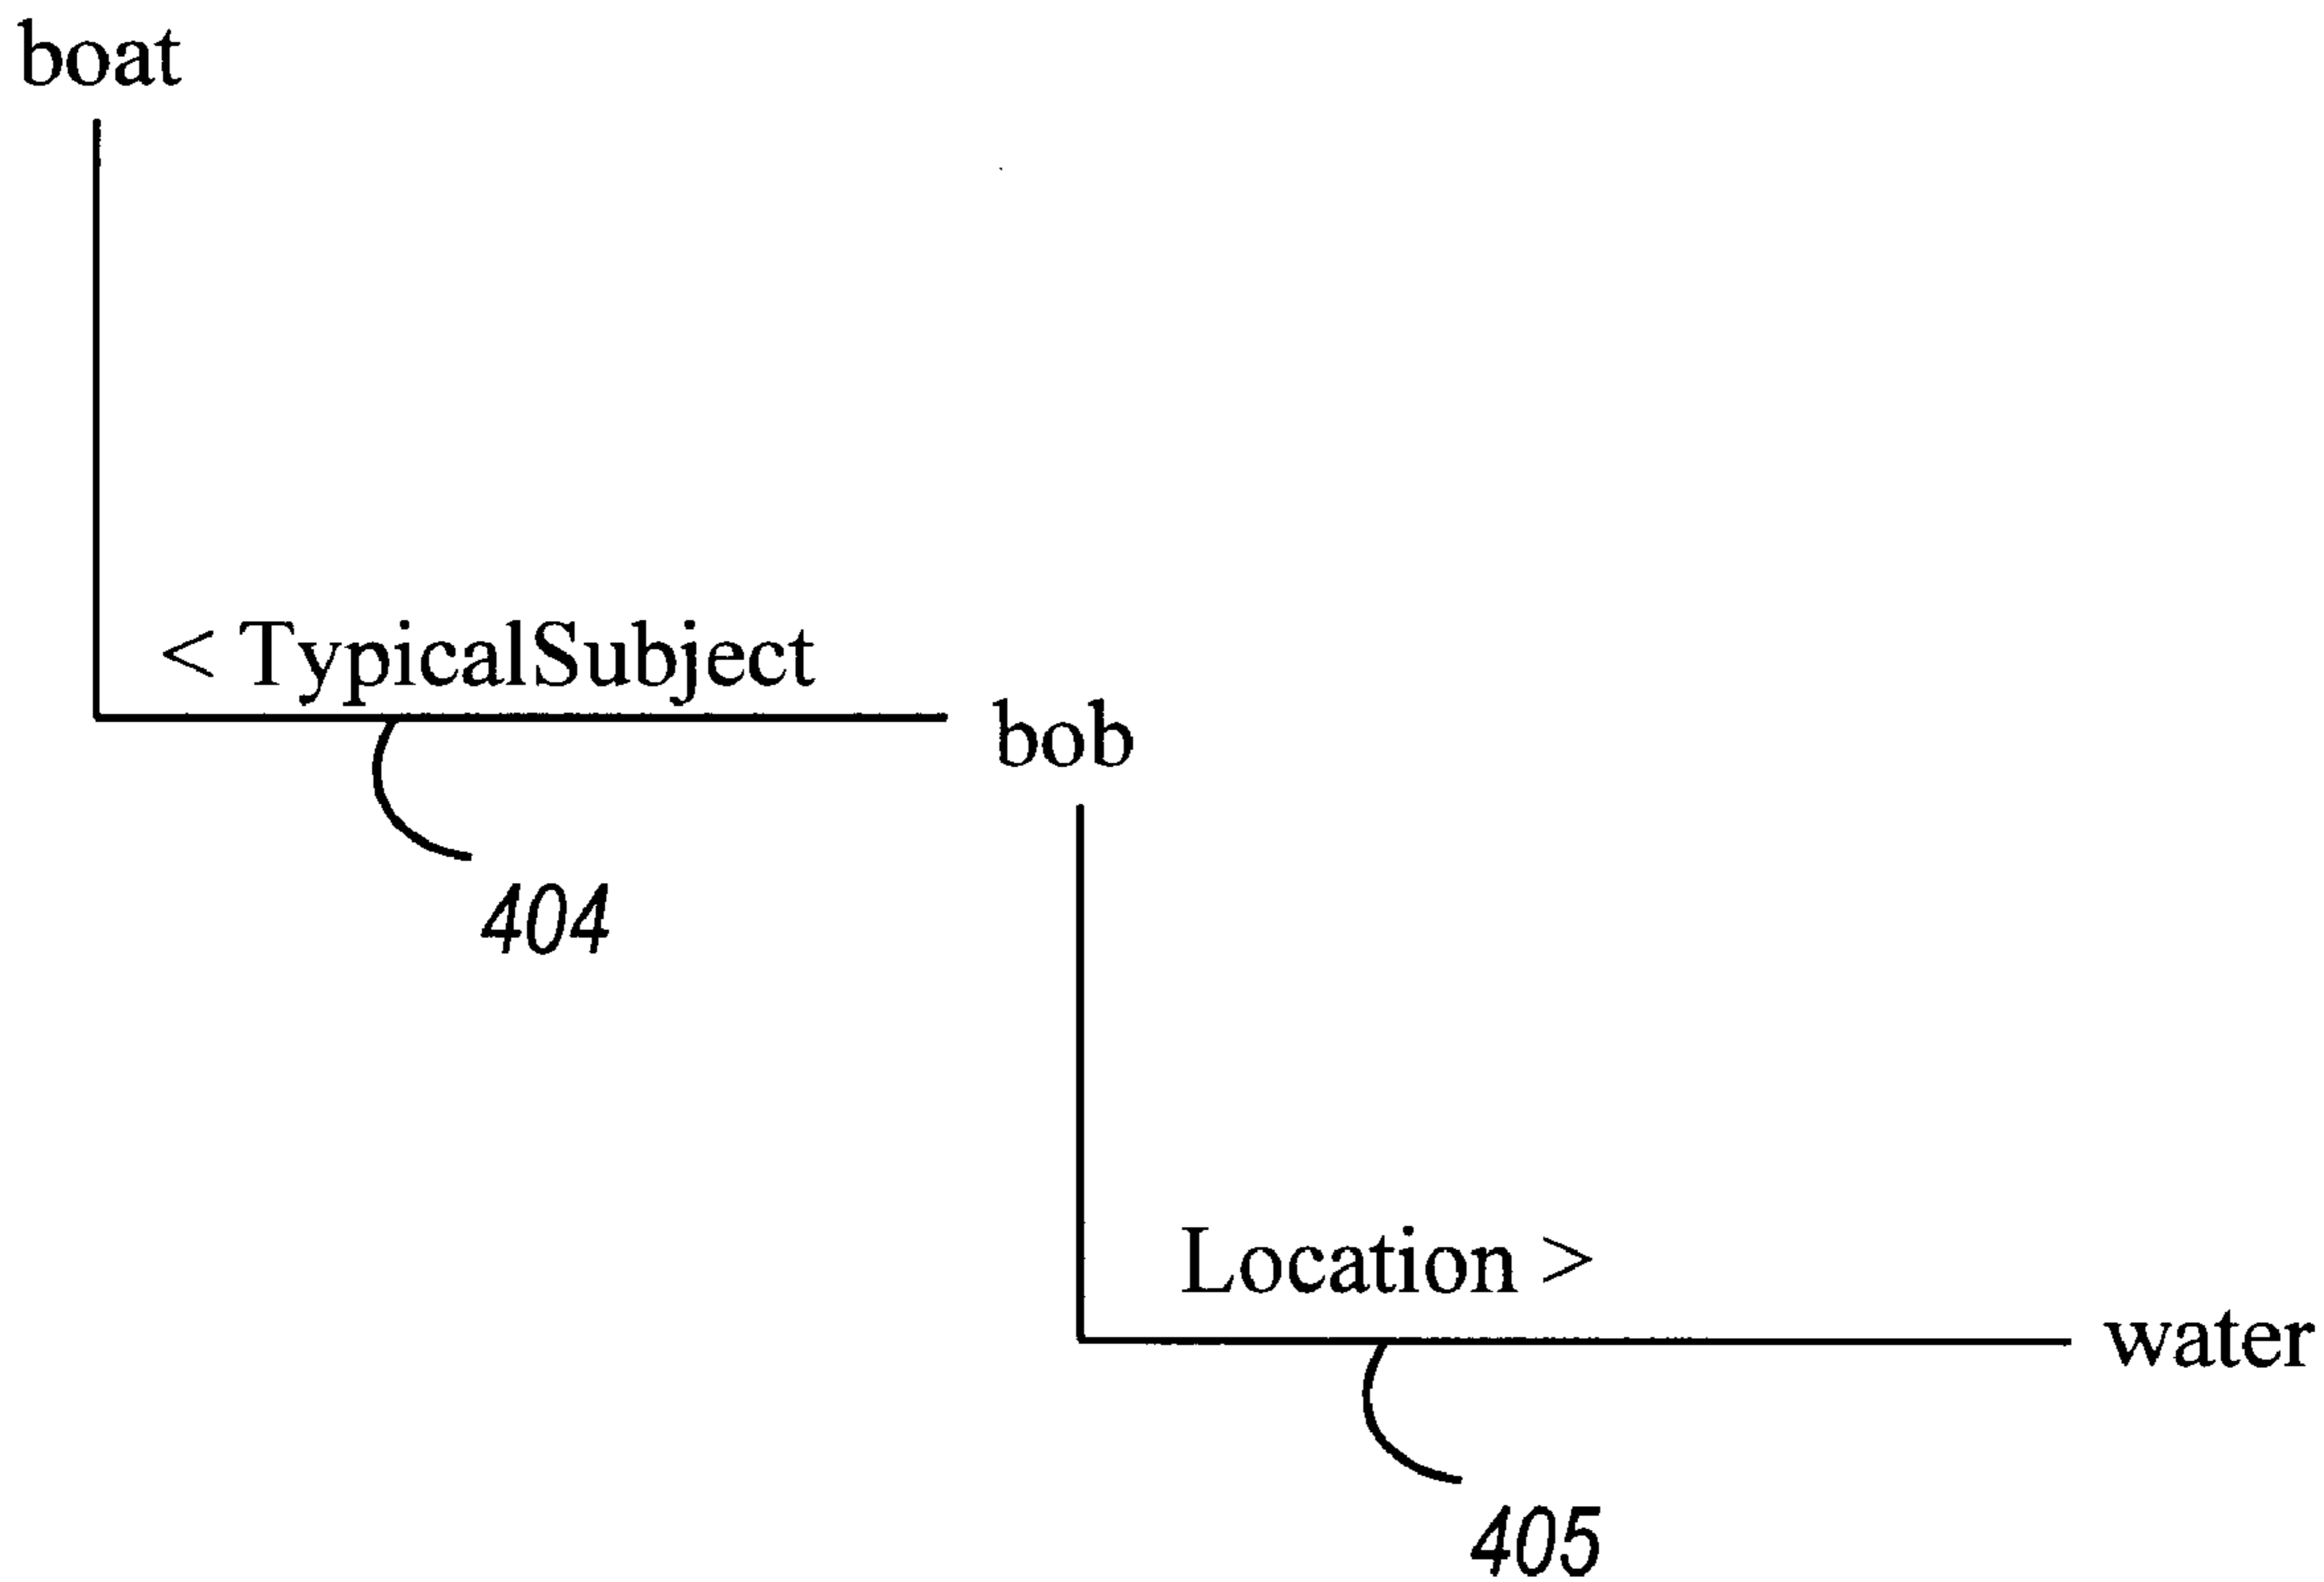 boat
< TypicalSubject
bob
404
Location >
water
405